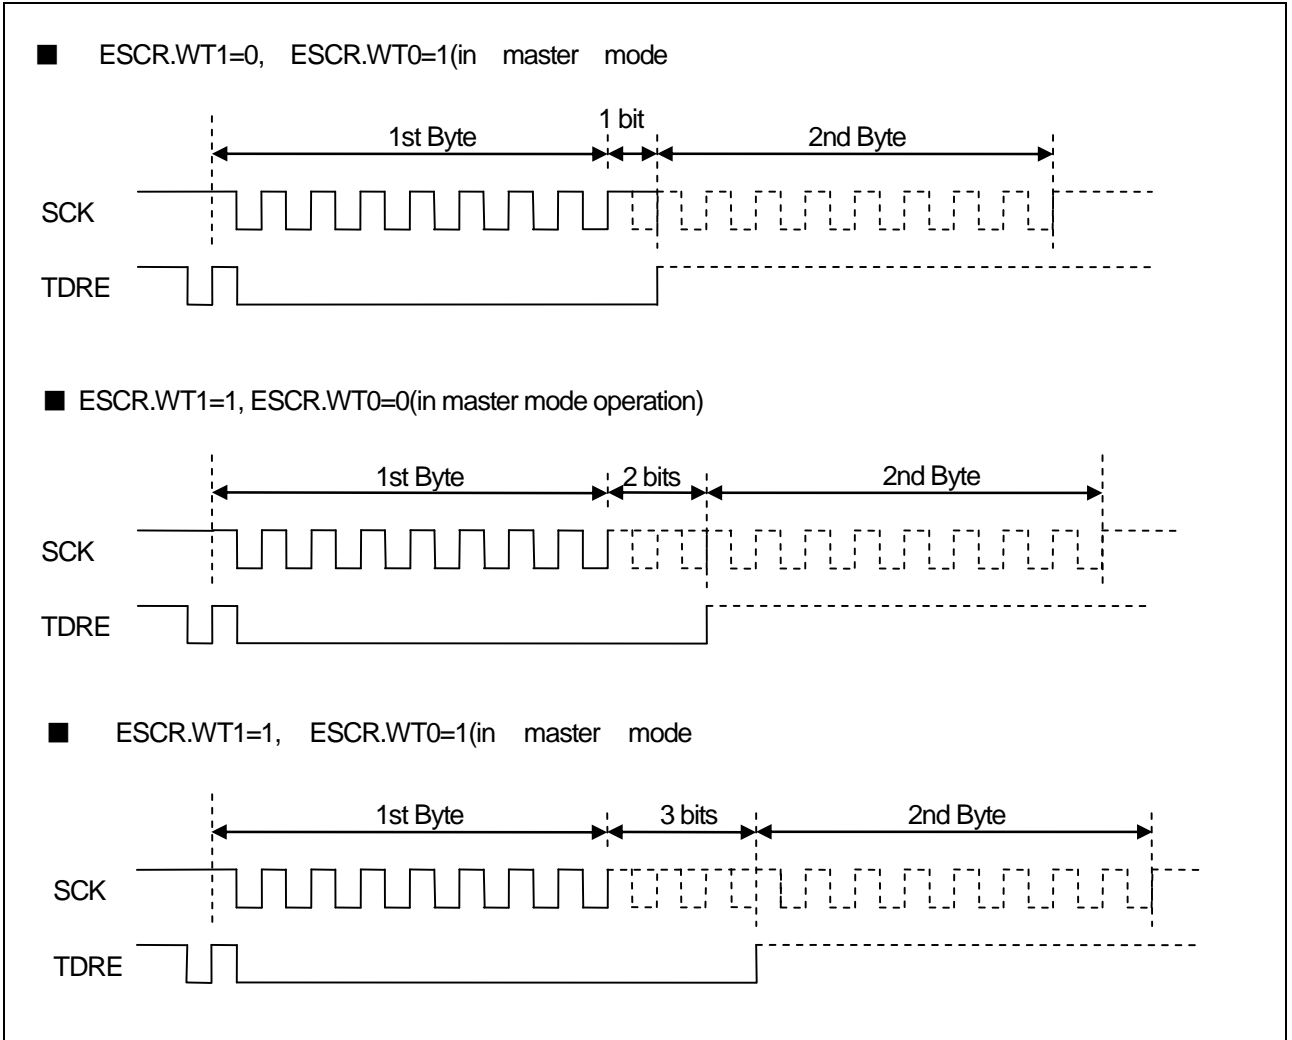 ■ ESCR.WT1=0, ESCR.WT0=1(in master mode
1 bit
1st Byte 2nd Byte
SCK
TDRE
■ ESCR.WT1=1, ESCR.WT0=0(in master mode operation)
1st Byte 2 bits 2nd Byte
SCK
TDRE
■ ESCR.WT1=1, ESCR.WT0=1(in master mode
1st Byte 3 bits 2nd Byte
SCK
TDRE